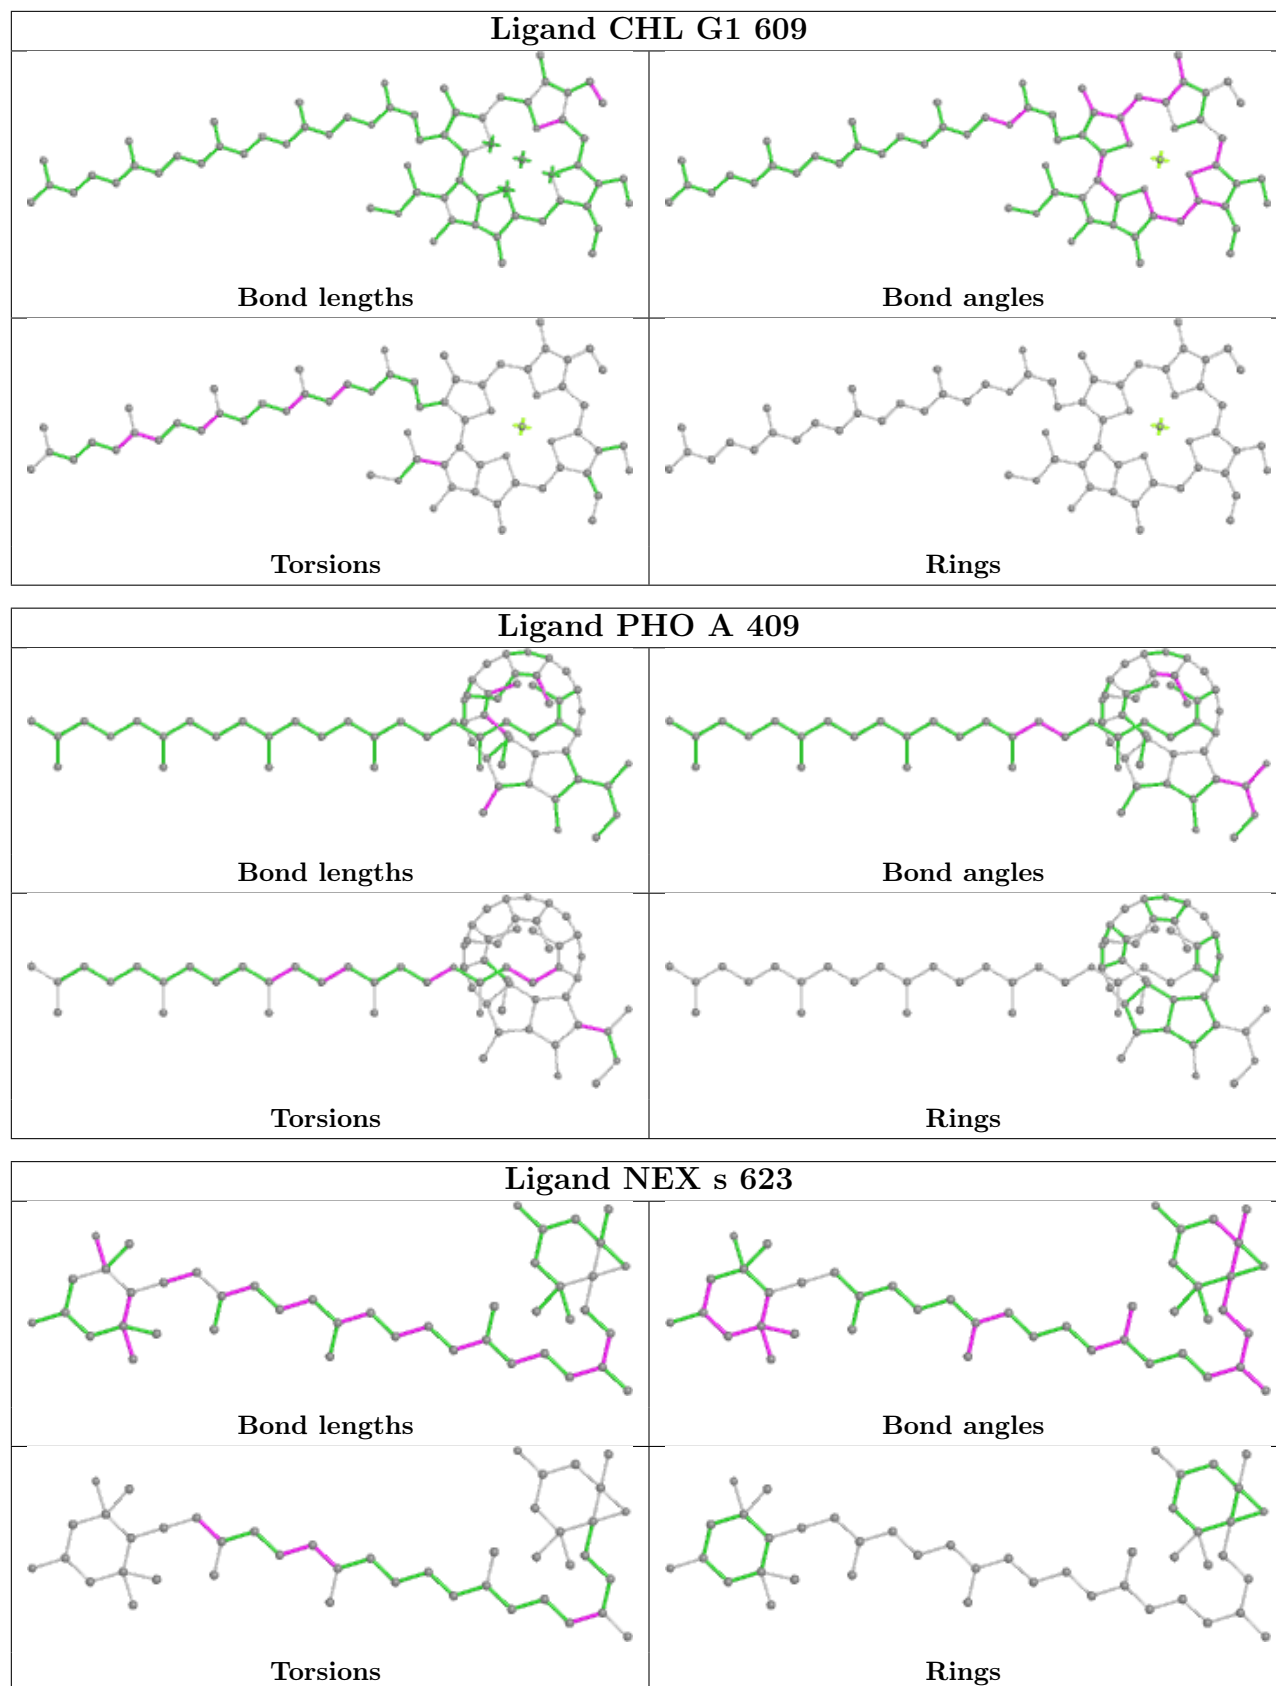 Ligand CHL G1 609
Bond lengths
Bond angles
Torsions
Rings
Ligand PHO A 409
Bond lengths
Bond angles
Torsions
Rings
Ligand NEX s 623
Bond lengths
Bond angles
Torsions
Rings